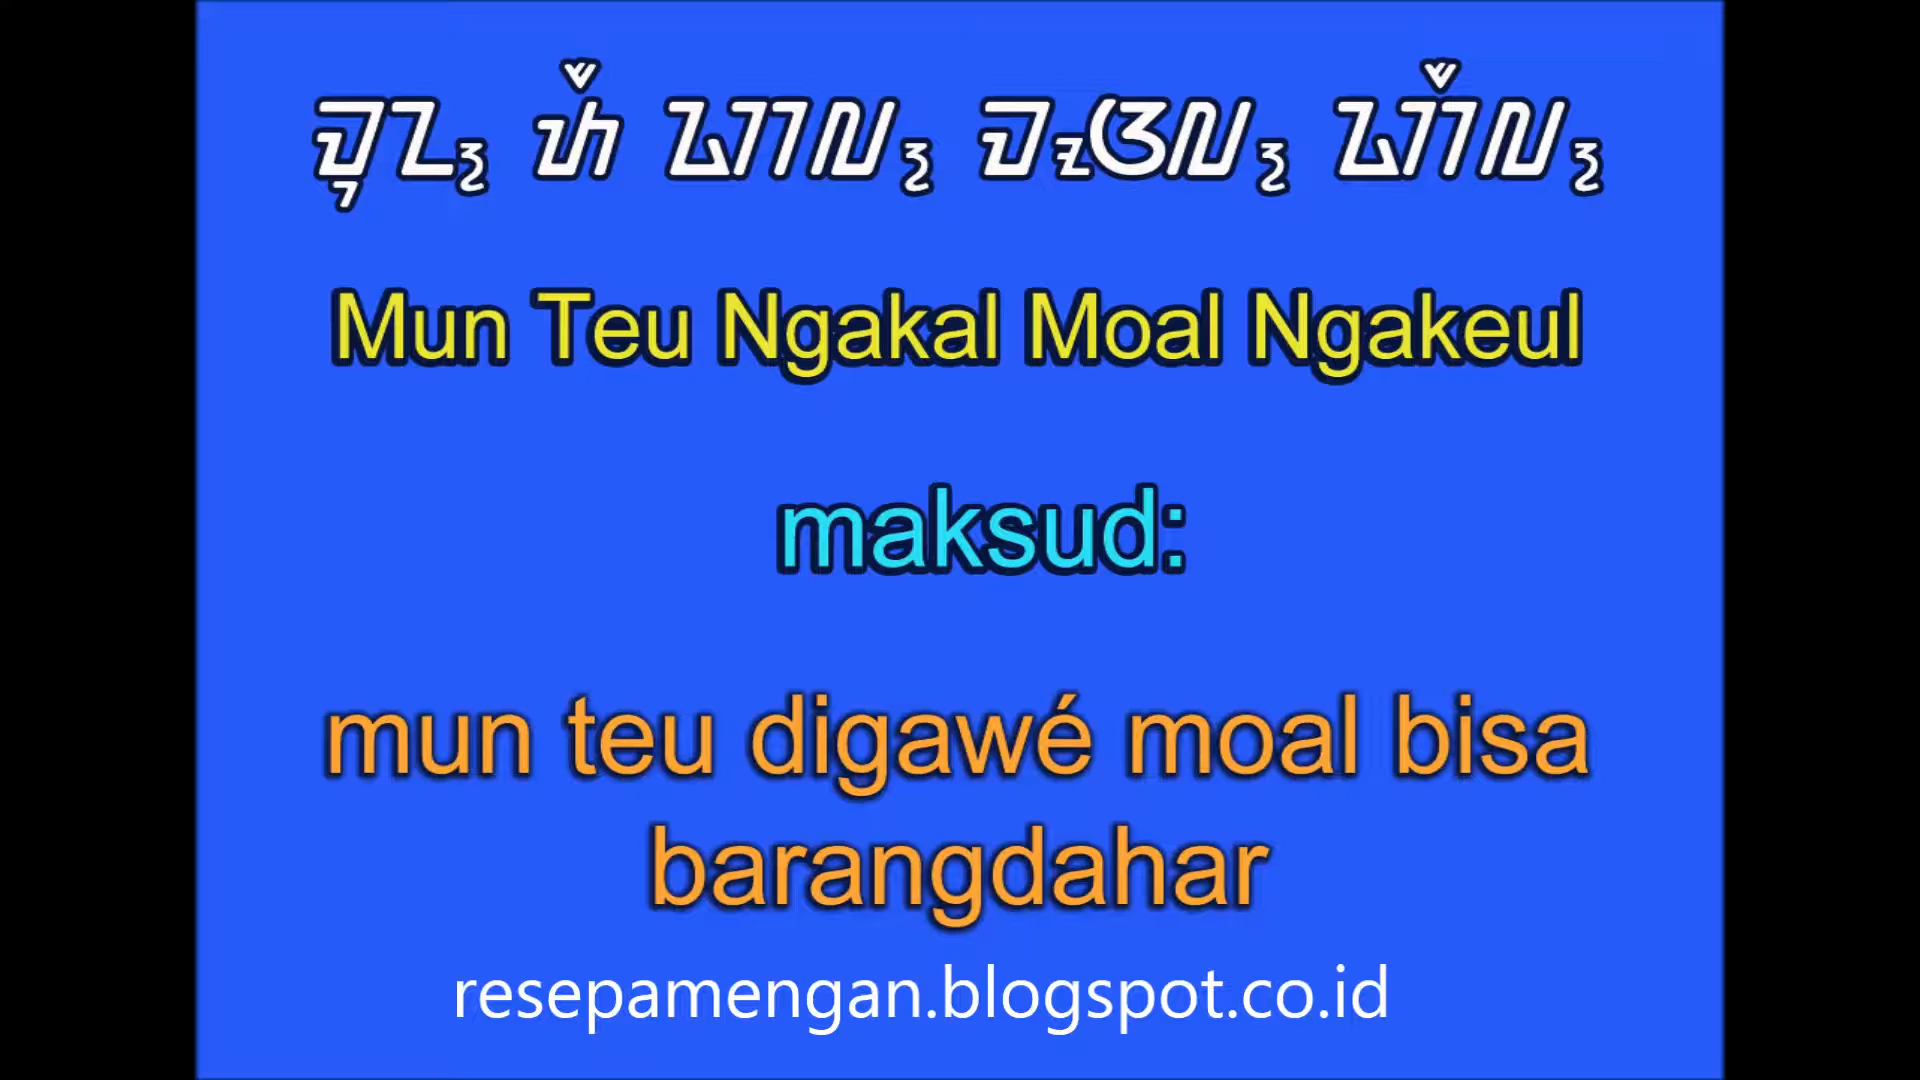 ᮙᮥᮔ᮪ ᮒᮩ ᮍᮊᮜ᮪ ᮙᮧᮃᮜ᮪ ᮍᮊᮩᮜ᮪
Mun Teu Ngakal Moal Ngakeul
maksud:
mun teu digawé moal bisa
barangdahar
resepamengan.blogspot.co.id